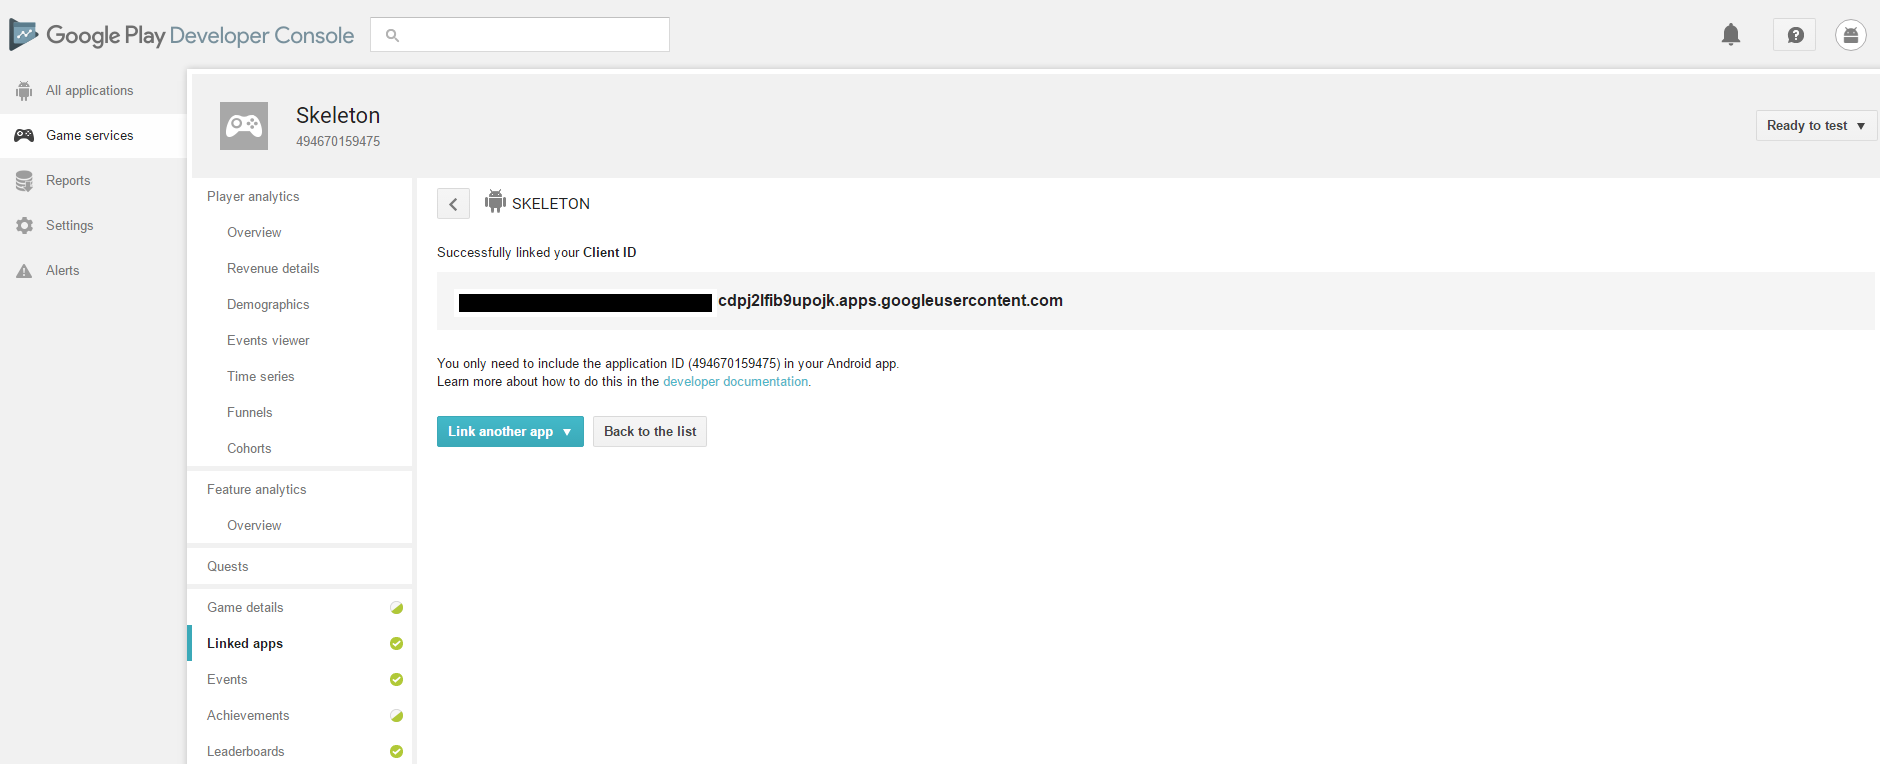 Google Play Developer Console
All applications
Game services
Reports
Settings
Alerts
Skeleton
494670159475
Ready to test
Player analytics
Overview
Revenue details
Demographics
Events viewer
Time series
Funnels
Cohorts
Feature analytics
Overview
Quests
Game details
Linked apps
Events
Achievements
Leaderboards
SKELETON
Successfully linked your Client ID
cdpj2lfib9upojk.apps.googleusercontent.com
You only need to include the application ID (494670159475) in your Android app.
Learn more about how to do this in the developer documentation.
Link another app
Back to the list